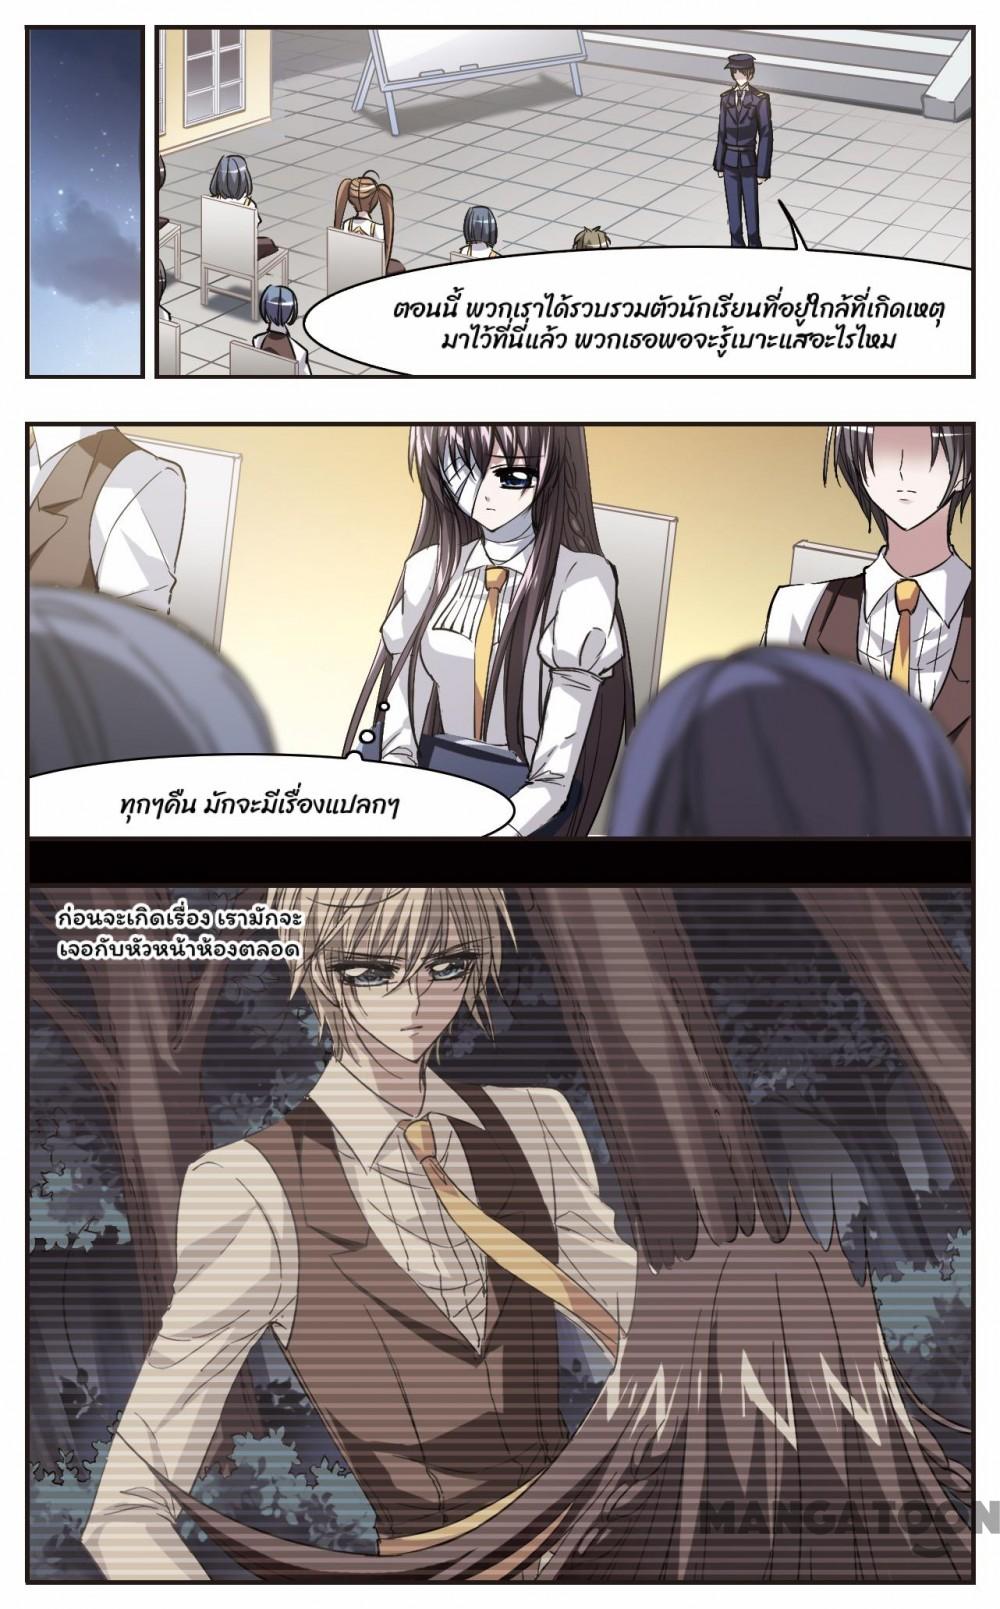 ตอนนี้ พวกเราได้รวบรวมตัวนักเรียนที่อยู่ใกล้ที่เกิดเหตุ
มาไว้ที่นี่แล้ว พวกเธอพอจะรู้เบาะแสอะไรไหม
ทุกๆคืน มักจะมีเรื่องแปลกๆ
ก่อนจะเกิดเรื่อง เรามักจะ
เจอกับหัวหน้าห้องตลอด
MANGATOON